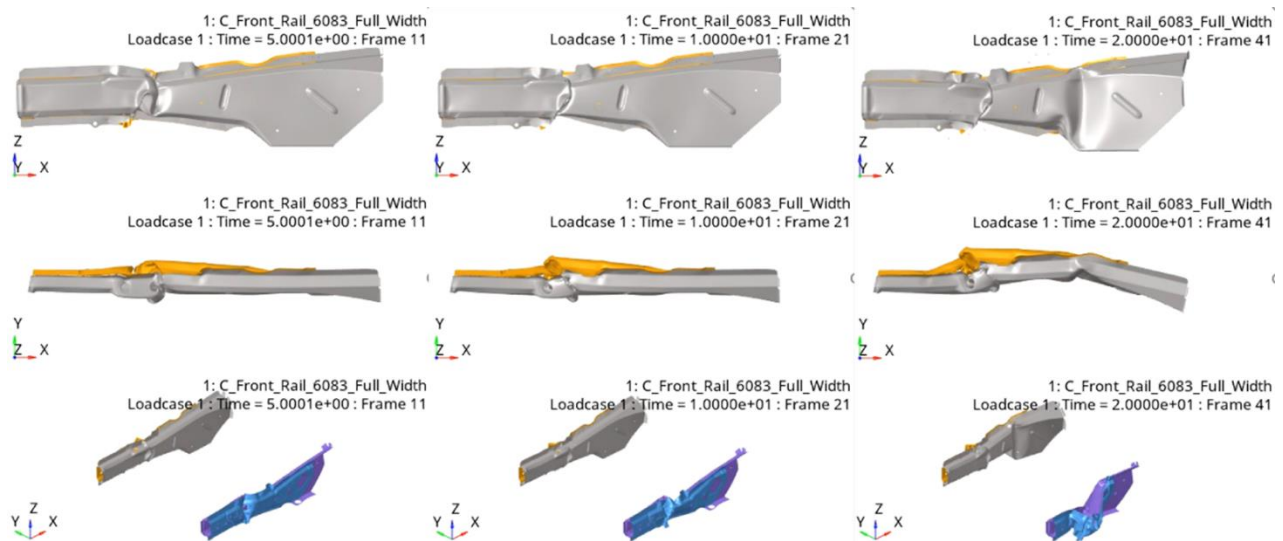 1: C_Front_Rail_6083_Full_Width
Loadcase 1 : Time = 5.0001e+00 : Frame 11
Z
Y X
1: C_Front_Rail_6083_Full_Width
Loadcase 1 : Time = 1.0000e+01 : Frame 21
Z
Y X
1: C_Front_Rail_6083_Full_Width
Loadcase 1 : Time = 2.0000e+01 : Frame 41
Z
Y X
1: C_Front_Rail_6083_Full_Width
Loadcase 1 : Time = 5.0001e+00 : Frame 11
Y
Z X
1: C_Front_Rail_6083_Full_Width
Loadcase 1 : Time = 1.0000e+01 : Frame 21
Y
Z X
1: C_Front_Rail_6083_Full_Width
Loadcase 1 : Time = 2.0000e+01 : Frame 41
Y
Z X
1: C_Front_Rail_6083_Full_Width
Loadcase 1 : Time = 5.0001e+00 : Frame 11
Z
Y X
1: C_Front_Rail_6083_Full_Width
Loadcase 1 : Time = 1.0000e+01 : Frame 21
Z
Y X
1: C_Front_Rail_6083_Full_Width
Loadcase 1 : Time = 2.0000e+01 : Frame 41
Z
Y X